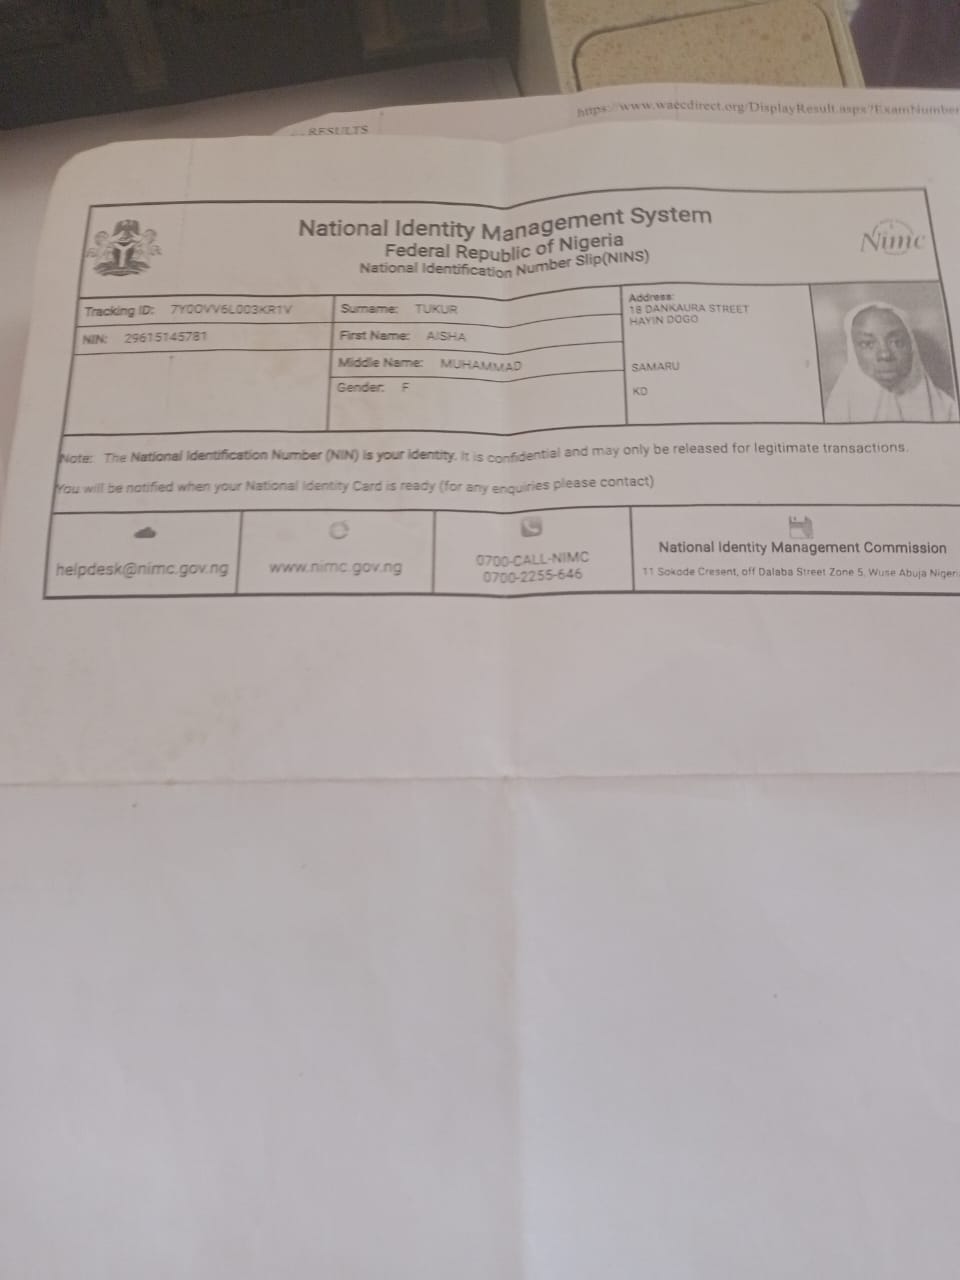 https://www.waecdirect.org/DisplayResult.aspx?ExamNumber
RESULTS
National Identity Management System
Federal Republic of Nigeria
National Identification Number Slip(NINS)
Nimc
Tracking ID: 7Y0OVV6L003KR1V
Surname: TUKUR
Address:
18 DANKAURA STREET
HAYIN DOGO
NIN: 29615145781
First Name: AISHA
Middle Name: MUHAMMAD
SAMARU
Gender: F
KD
Note: The National Identification Number (NIN) is your identity. It is confidential and may only be released for legitimate transactions.
You will be notified when your National Identity Card is ready (for any enquiries please contact)
helpdesk@nimc.gov.ng
www.nimc.gov.ng
0700-CALL-NIMC
0700-2255-646
National Identity Management Commission
11 Sokode Cresent, off Dalaba Street Zone 5, Wuse Abuja Nigeri